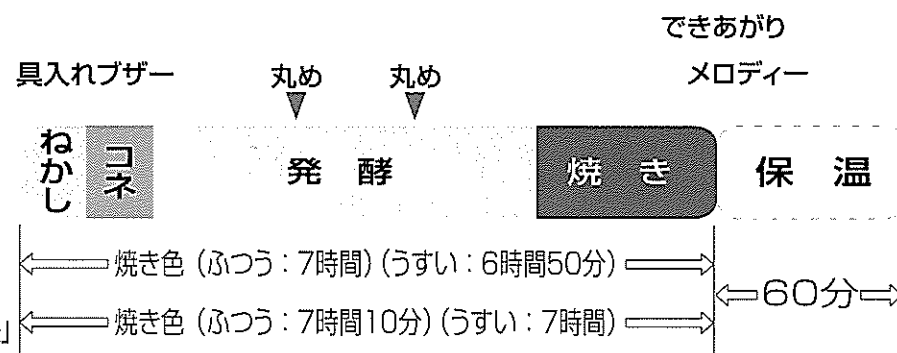 できあがり
具入れブザー 丸め 丸め メロディー
ねかし コネ 発酵 焼き 保温
焼き色（ふつう：7時間）（うすい：6時間50分）
60分
焼き色（ふつう：7時間10分）（うすい：7時間）